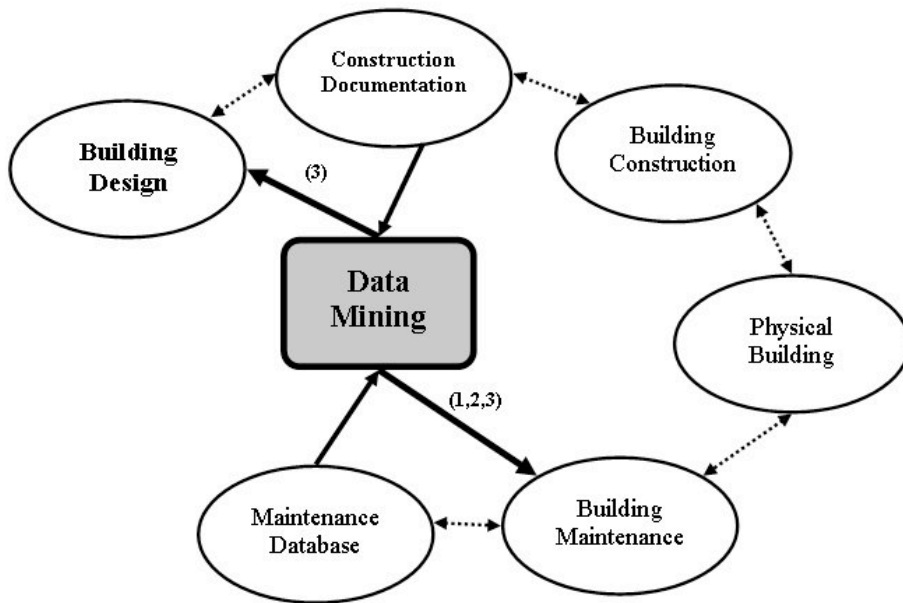 Construction
Documentation
Building
Design
(3)
Building
Construction
Data
Mining
Physical
Building
(1,2,3)
Maintenance
Database
Building
Maintenance